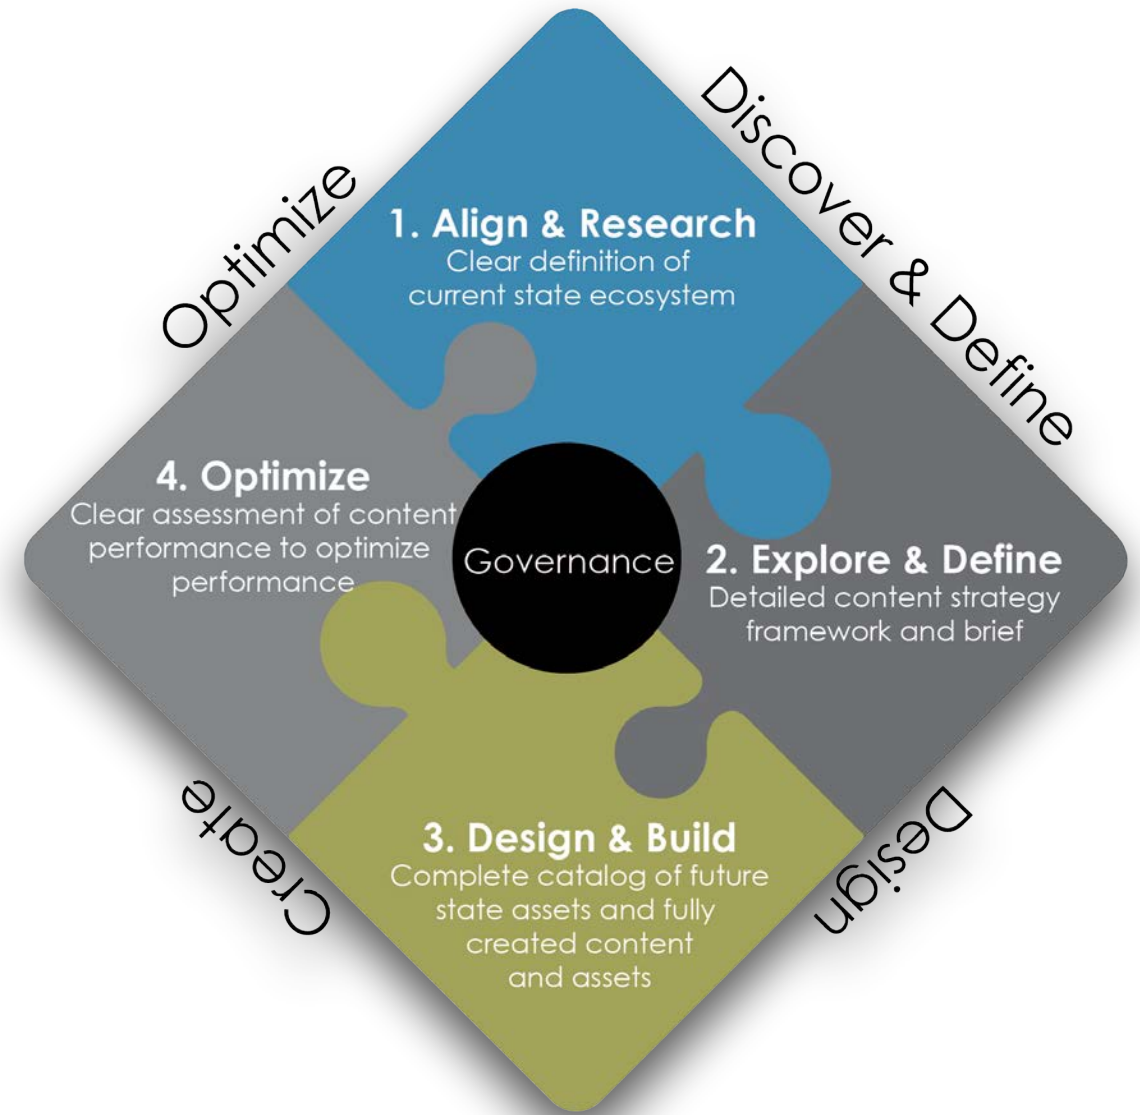 Discover & Define
Optimize
1. Align & Research
Clear definition of
current state ecosystem
4. Optimize
Clear assessment of content
performance to optimize
performance
Governance
2. Explore & Define
Detailed content strategy
framework and brief
3. Design & Build
Complete catalog of future
state assets and fully
created content
and assets
Create
Design